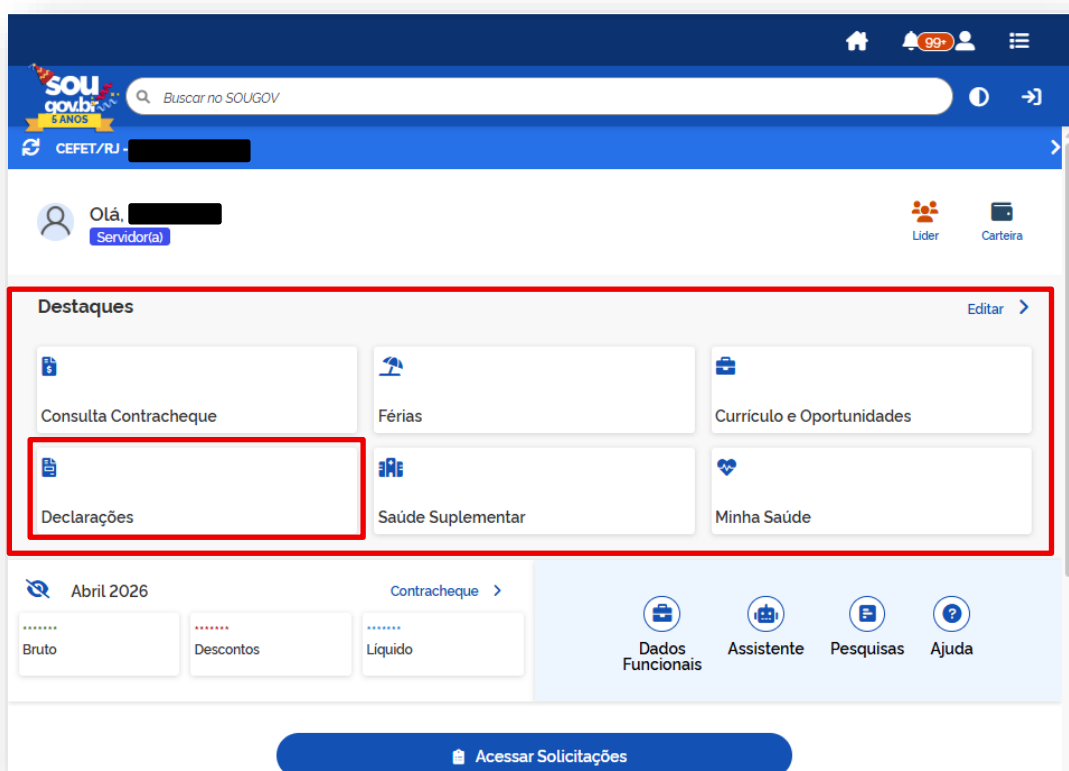 99+
SOU
gov.br
5 ANOS
Buscar no SOUGOV
CEFET/RJ -
Olá,
Servidor(a)
Lider
Carteira
Destaques
Editar
Consulta Contracheque
Férias
Currículo e Oportunidades
Declarações
Saúde Suplementar
Minha Saúde
Abril 2026
Contracheque
.......
.......
.......
Bruto
Descontos
Líquido
Dados
Funcionais
Assistente
Pesquisas
Ajuda
Acessar Solicitações